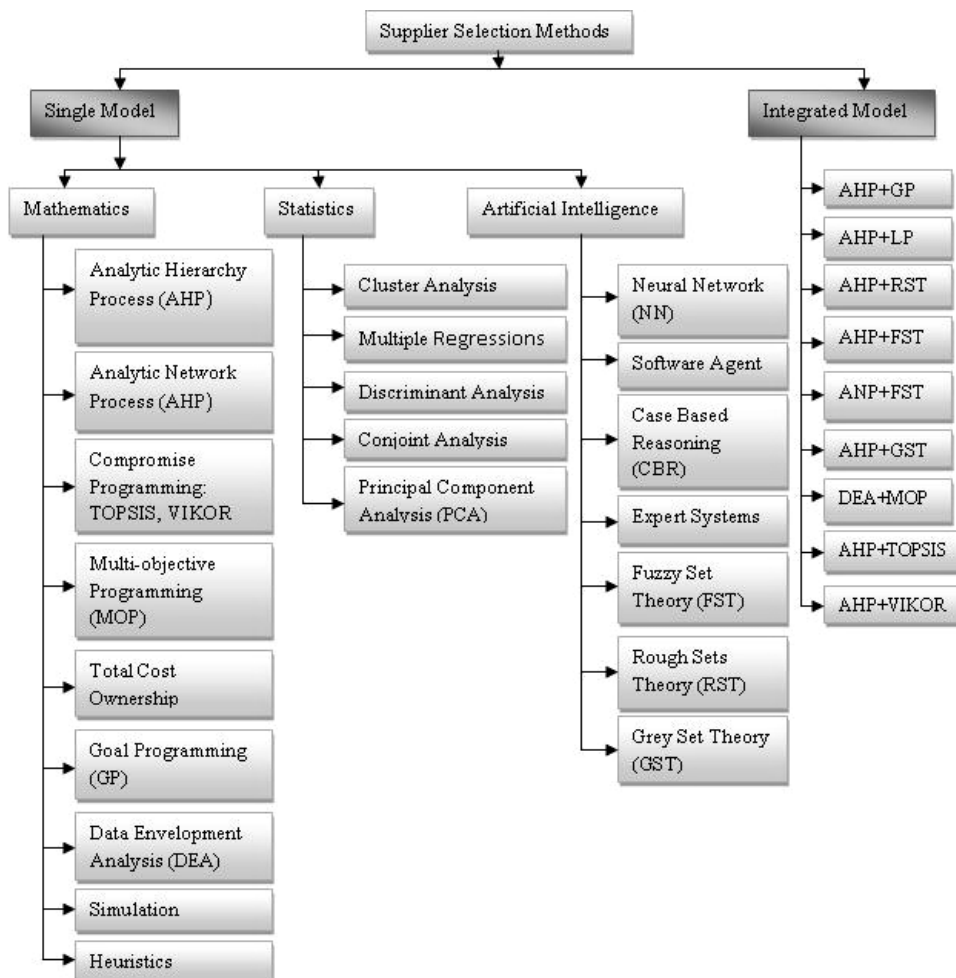 Supplier Selection Methods
Single Model
Integrated Model
Mathematics
Statistics
Artificial Intelligence
Analytic Hierarchy
Process (AHP)
Analytic Network
Process (AHP)
Compromise
Programming:
TOPSIS, VIKOR
Multi-objective
Programming
(MOP)
Total Cost
Ownership
Goal Programming
(GP)
Data Envelopment
Analysis (DEA)
Simulation
Heuristics
Cluster Analysis
Multiple Regressions
Discriminant Analysis
Conjoint Analysis
Principal Component
Analysis (PCA)
Neural Network
(NN)
Software Agent
Case Based
Reasoning
(CBR)
Expert Systems
Fuzzy Set
Theory (FST)
Rough Sets
Theory (RST)
Grey Set Theory
(GST)
AHP+GP
AHP+LP
AHP+RST
AHP+FST
ANP+FST
AHP+GST
DEA+MOP
AHP+TOPSIS
AHP+VIKOR